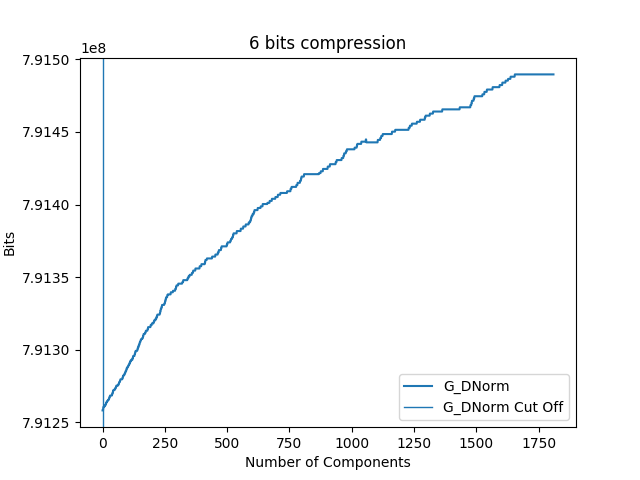 6 bits compression
1e8
7.9150
7.9145
7.9140
7.9135
7.9130
7.9125
Bits
0 250 500 750 1000 1250 1500 1750
Number of Components
G_DNorm
G_DNorm Cut Off